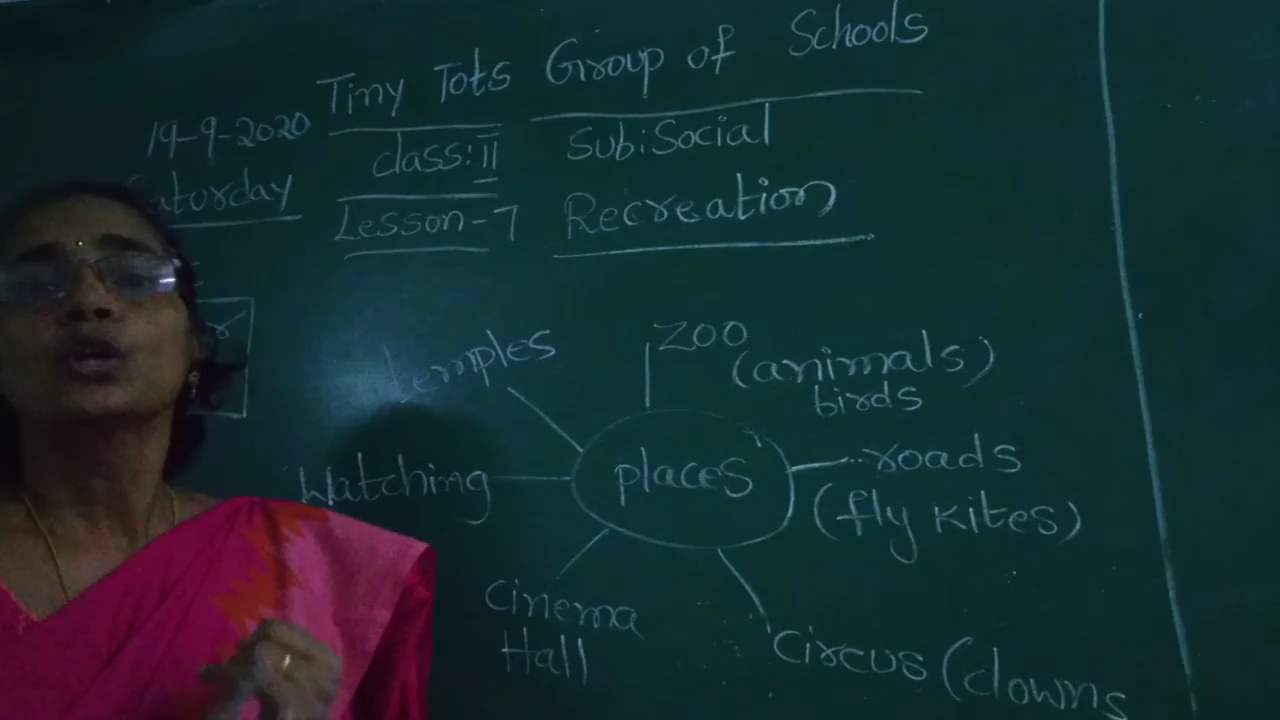 Tiny Tots Group of Schools
19-9-2020
class: II Sub: Social
Saturday
Lesson-7 Recreation
temples
zoo
(animals)
birds
places
roads
(fly kites)
Watching
Cinema
Hall
Circus (clowns